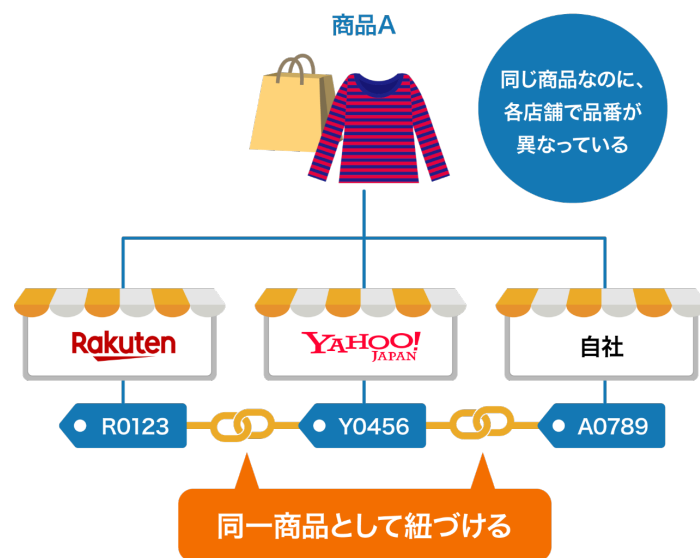 商品A
同じ商品なのに、
各店舗で品番が
異なっている
Rakuten
YAHOO!
JAPAN
自社
R0123
Y0456
A0789
同一商品として紐づける